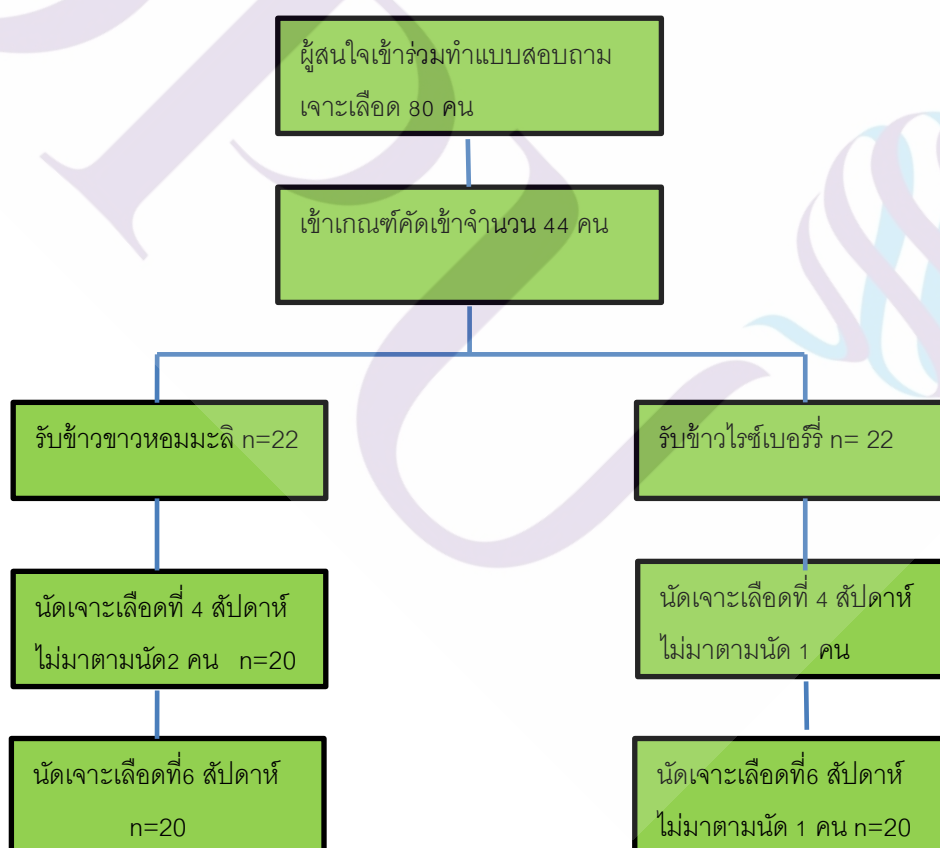 ผู้สนใจเข้าร่วมทำแบบสอบถาม
เจาะเลือด 80 คน
เข้าเกณฑ์คัดเข้าจำนวน 44 คน
รับข้าวขาวหอมมะลิ n=22
รับข้าวไรซ์เบอร์รี่ n= 22
นัดเจาะเลือดที่ 4 สัปดาห์
ไม่มาตามนัด2 คน n=20
นัดเจาะเลือดที่ 4 สัปดาห์
ไม่มาตามนัด 1 คน
นัดเจาะเลือดที่6 สัปดาห์
n=20
นัดเจาะเลือดที่6 สัปดาห์
ไม่มาตามนัด 1 คน n=20